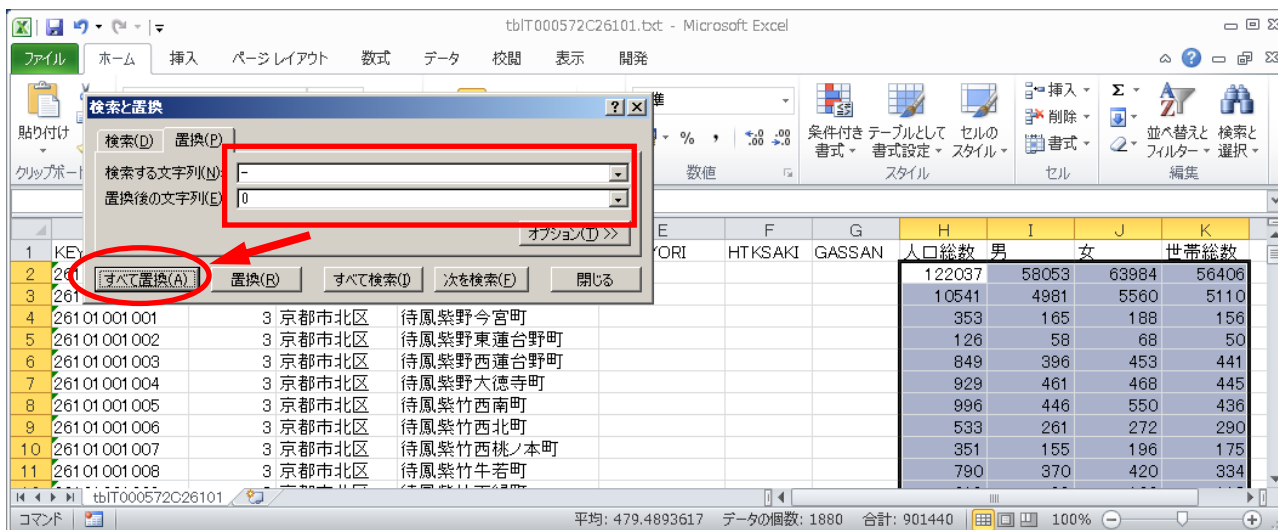 tblT000572C26101.txt - Microsoft Excel
ファイル ホーム 挿入 ページ レイアウト 数式 データ 校閲 表示 開発
検索と置換
検索(D) 置換(P)
検索する文字列(N): -
置換後の文字列(E) 0
オプション(T) >>
すべて置換(A) 置換(R) すべて検索(I) 次を検索(F) 閉じる
貼り付け
準
% , .00
条件付き書式 テーブルとして書式設定 セルのスタイル
挿入
削除
書式
Σ
並べ替えとフィルター 検索と選択
数値 スタイル セル 編集
E F G H I J K
1 KEY YORI HTKSAKI GASSAN 人口総数 男 女 世帯総数
2 261 122037 58053 63984 56406
3 261 10541 4981 5560 5110
4 26101001001 3 京都市北区 待鳳紫野今宮町 353 165 188 156
5 26101001002 3 京都市北区 待鳳紫野東蓮台野町 126 58 68 50
6 26101001003 3 京都市北区 待鳳紫野西蓮台野町 849 396 453 441
7 26101001004 3 京都市北区 待鳳紫野大徳寺町 929 461 468 445
8 26101001005 3 京都市北区 待鳳紫竹西南町 996 446 550 436
9 26101001006 3 京都市北区 待鳳紫竹西北町 533 261 272 290
10 26101001007 3 京都市北区 待鳳紫竹西桃ノ本町 351 155 196 175
11 26101001008 3 京都市北区 待鳳紫竹牛若町 790 370 420 334
tblT000572C26101
コマンド 平均: 479.4893617 データの個数: 1880 合計: 901440 100%